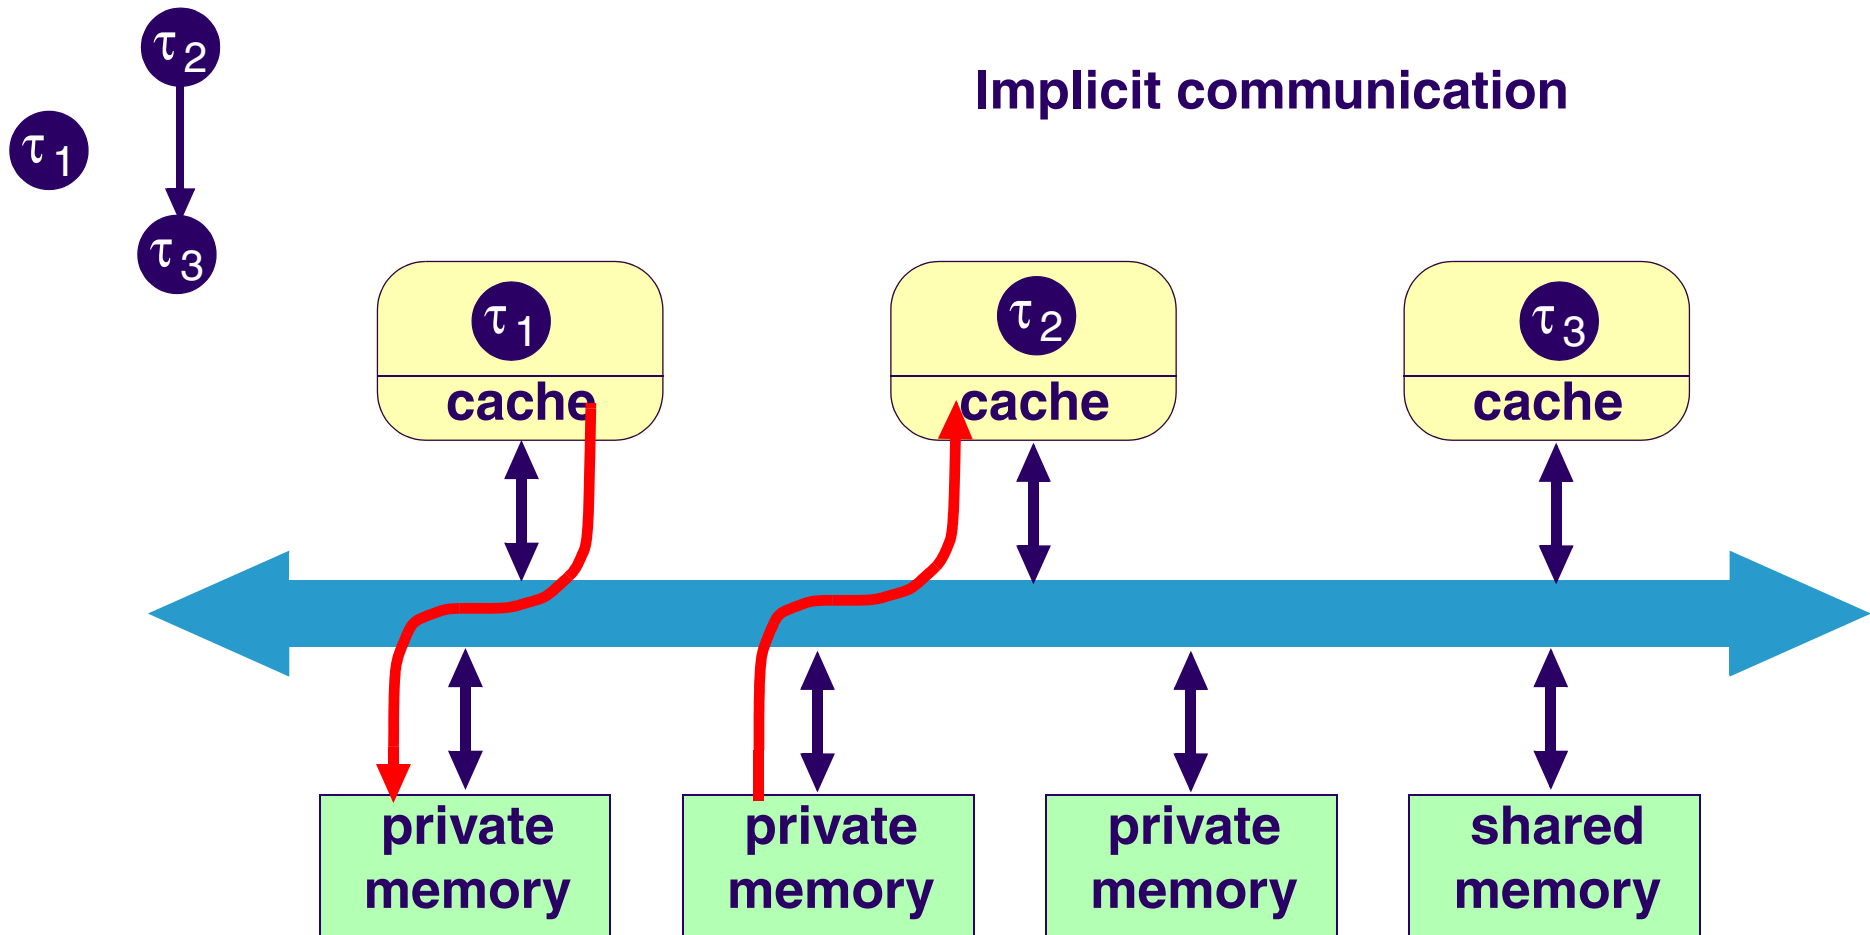 τ2
Implicit communication
τ1
τ3
τ1
τ2
τ3
cache
cache
cache
private
memory
private
memory
private
memory
shared
memory